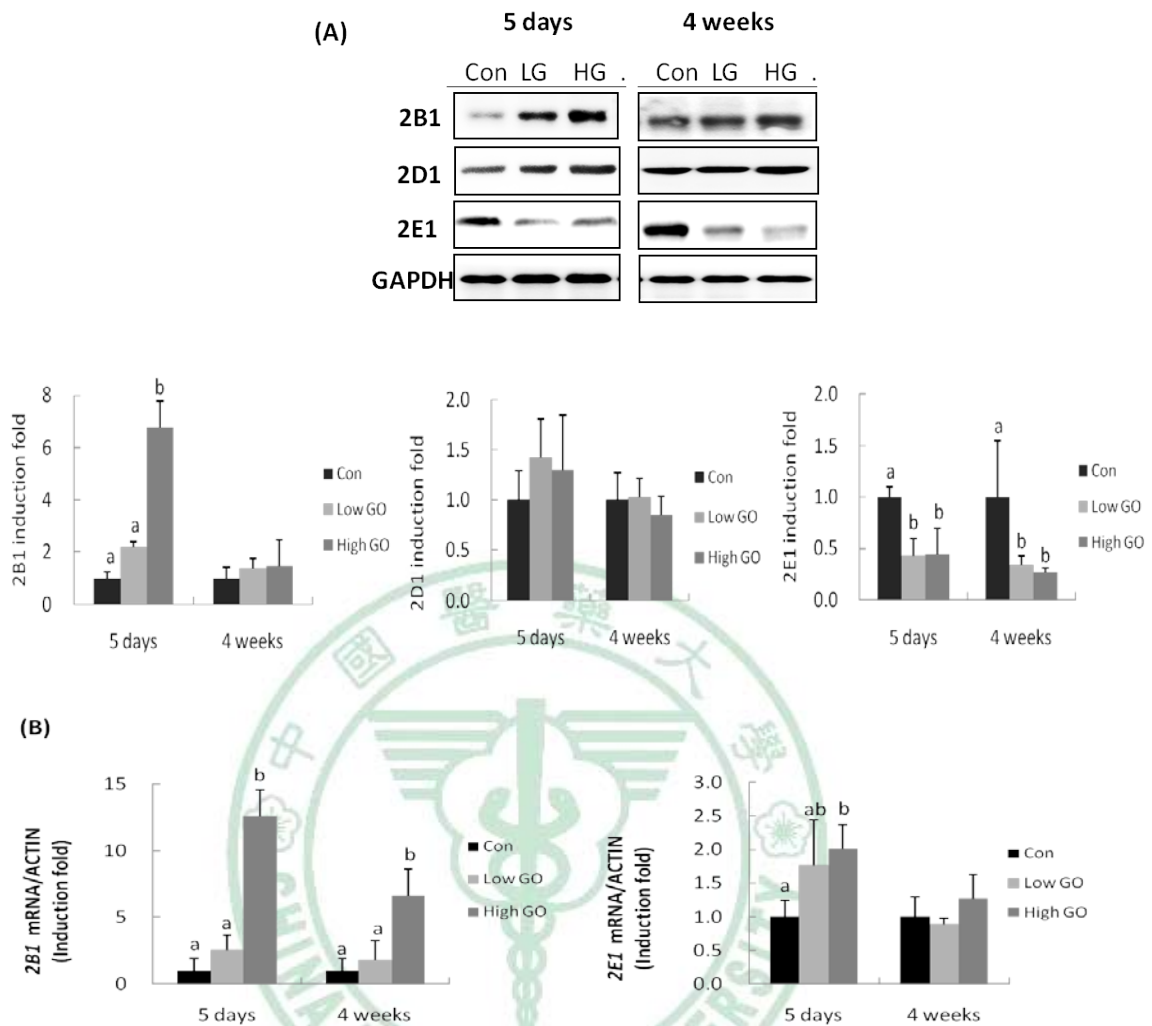 (A)
5 days 4 weeks
Con LG HG . Con LG HG .
2B1
2D1
2E1
GAPDH
2B1 induction fold
8
6
4
2
0
a
a
b
5 days 4 weeks
Con
Low GO
High GO
2D1 induction fold
2.0
1.5
1.0
0.5
0.0
5 days 4 weeks
Con
Low GO
High GO
2E1 induction fold
2.0
1.5
1.0
0.5
0.0
a
b b
a
b b
5 days 4 weeks
Con
Low GO
High GO
中國醫藥大學
(B)
2B1 mRNA/ACTIN
(Induction fold)
15
10
5
0
a a b
a a b
5 days 4 weeks
Con
Low GO
High GO
2E1 mRNA/ACTIN
(Induction fold)
3.0
2.5
2.0
1.5
1.0
0.5
0.0
a ab b
5 days 4 weeks
Con
Low GO
High GO